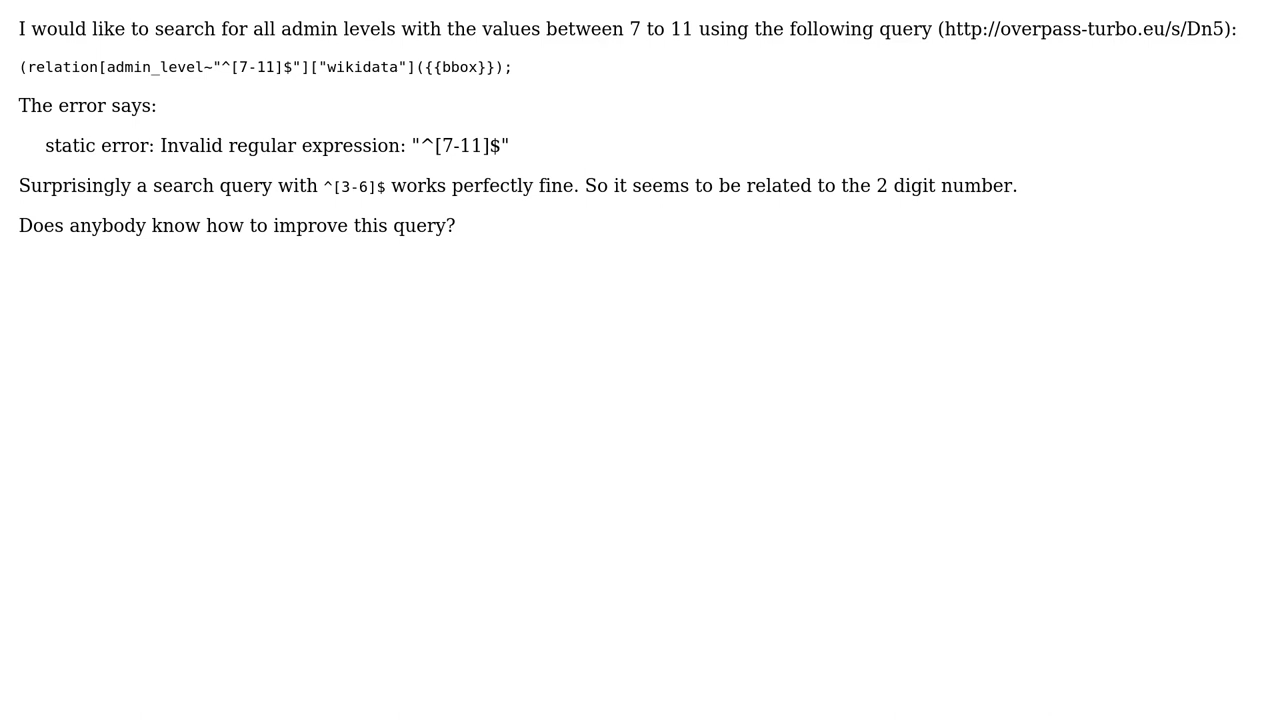 I would like to search for all admin levels with the values between 7 to 11 using the following query (http://overpass-turbo.eu/s/Dn5):
(relation[admin_level~"^[7-11]$"]["wikidata"]({{bbox}});
The error says:
static error: Invalid regular expression: "^[7-11]$"
Surprisingly a search query with ^[3-6]$ works perfectly fine. So it seems to be related to the 2 digit number.
Does anybody know how to improve this query?